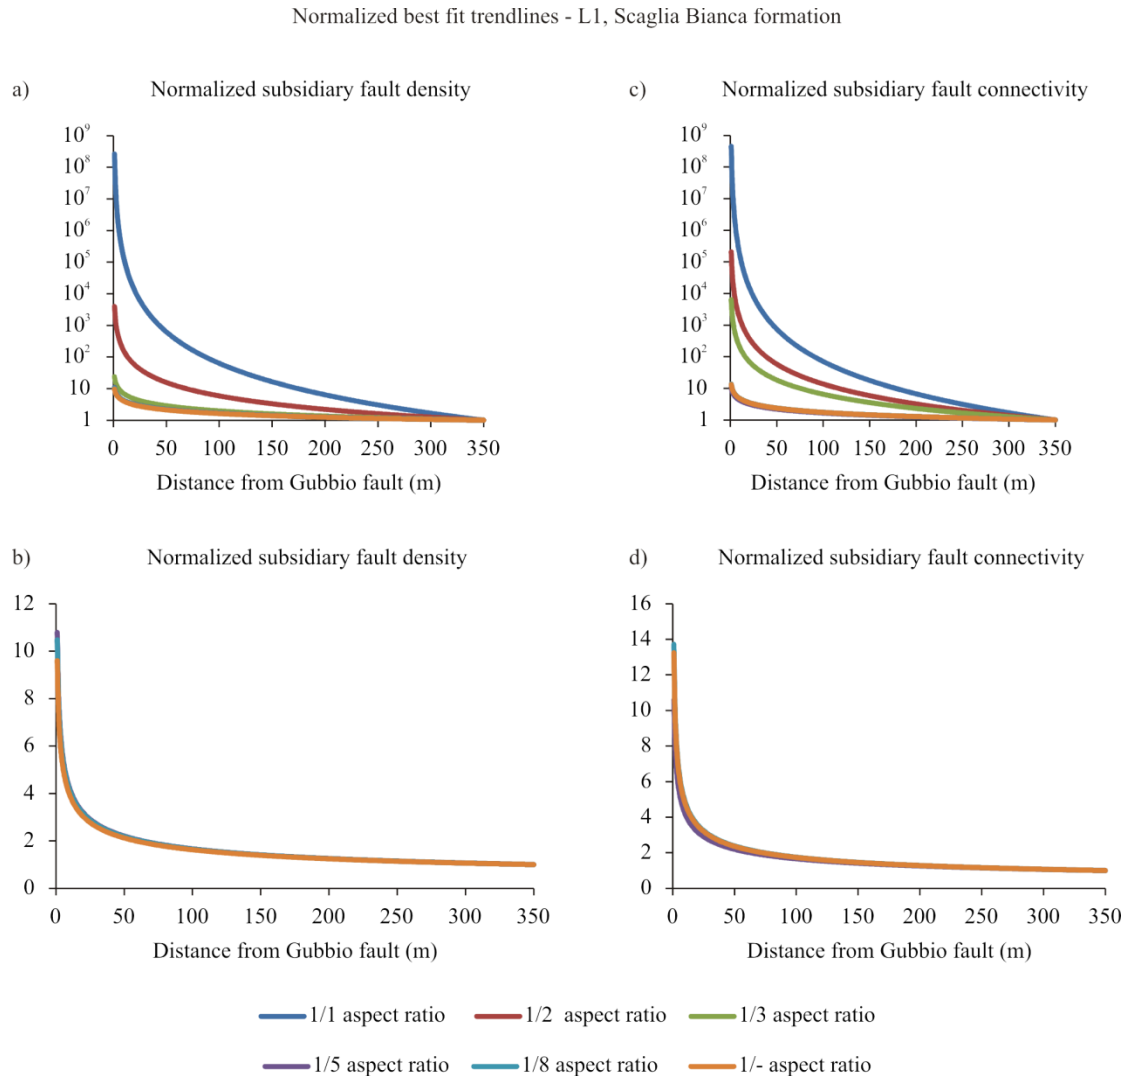 Normalized best fit trendlines - L1, Scaglia Bianca formation
a) Normalized subsidiary fault density
10⁹
10⁸
10⁷
10⁶
10⁵
10⁴
10³
10²
10
1
0 50 100 150 200 250 300 350
Distance from Gubbio fault (m)
c) Normalized subsidiary fault connectivity
10⁹
10⁸
10⁷
10⁶
10⁵
10⁴
10³
10²
10
1
0 50 100 150 200 250 300 350
Distance from Gubbio fault (m)
b) Normalized subsidiary fault density
12
10
8
6
4
2
0
0 50 100 150 200 250 300 350
Distance from Gubbio fault (m)
d) Normalized subsidiary fault connectivity
16
14
12
10
8
6
4
2
0
0 50 100 150 200 250 300 350
Distance from Gubbio fault (m)
1/1 aspect ratio 1/2 aspect ratio 1/3 aspect ratio
1/5 aspect ratio 1/8 aspect ratio 1/- aspect ratio